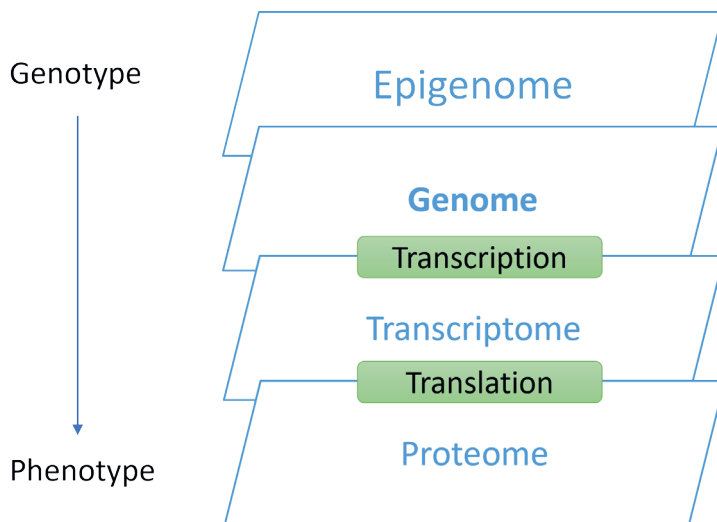 Genotype
Epigenome
Genome
Transcription
Transcriptome
Translation
Proteome
Phenotype